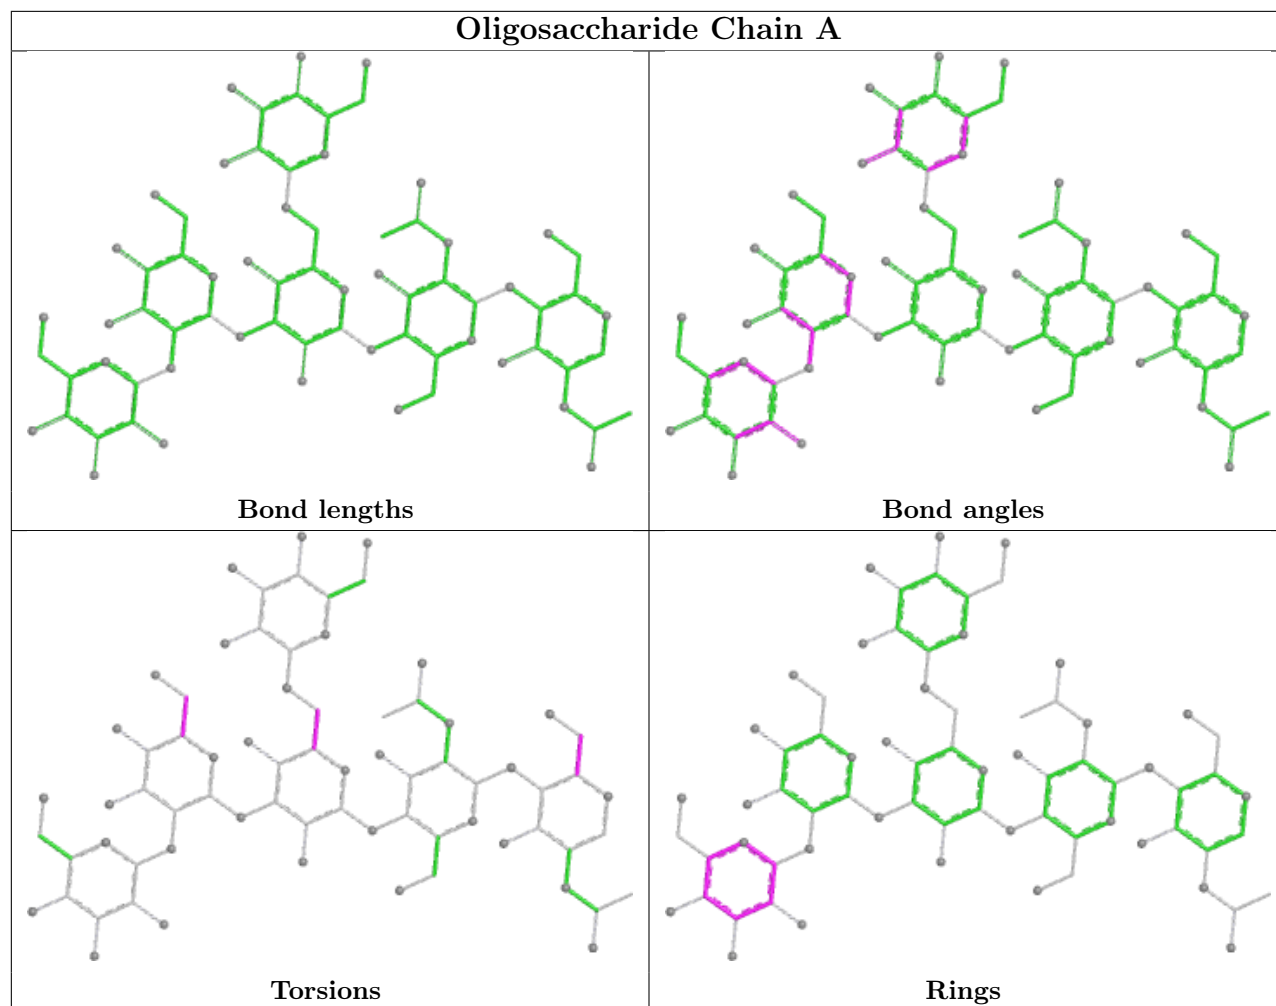 Oligosaccharide Chain A
Bond lengths
Bond angles
Torsions
Rings